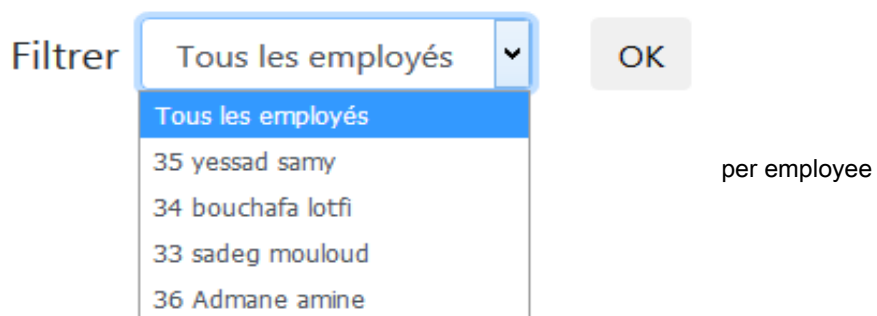 Filtrer Tous les employés OK
Tous les employés
35 yessad samy
per employee
34 bouchafa lotfi
33 sadeg mouloud
36 Admane amine